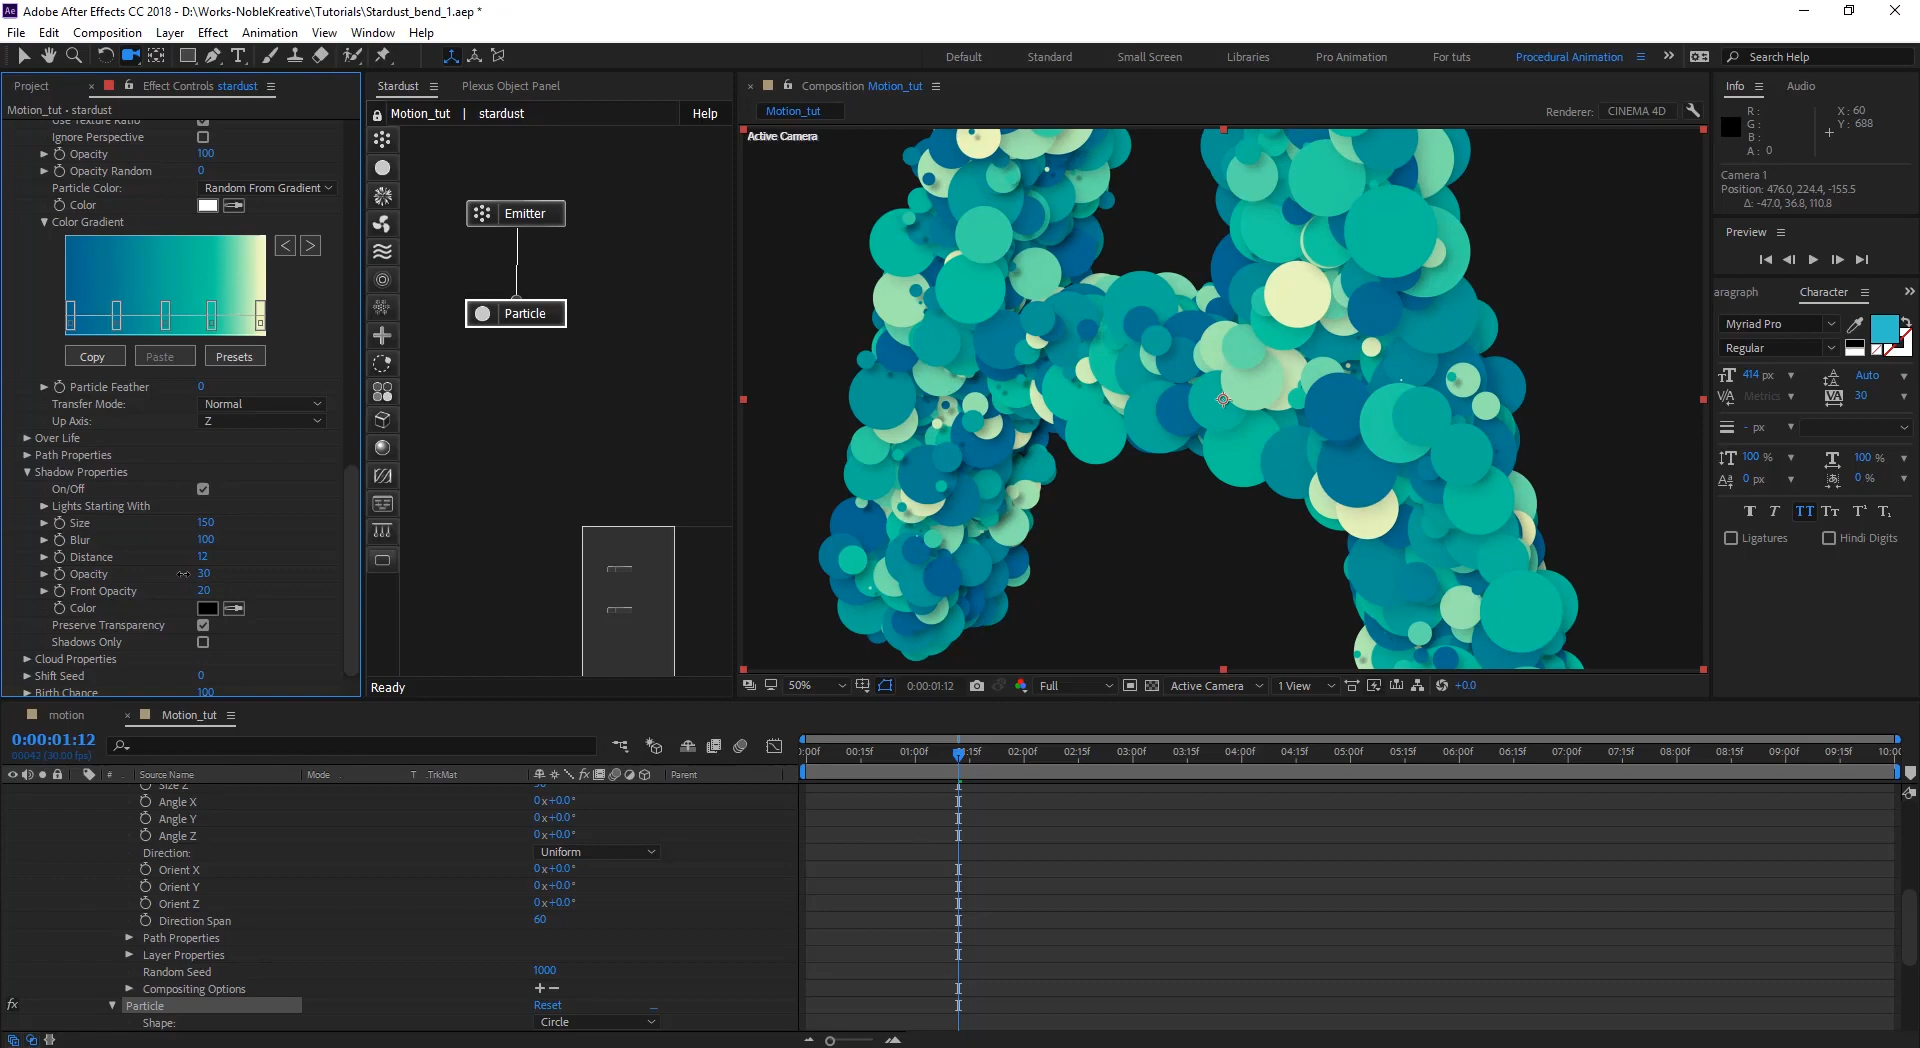 Adobe After Effects CC 2018 - D:\Works-NobleKreative\Tutorials\Stardust_bend_1.aep *
File Edit Composition Layer Effect Animation View Window Help
Default Standard Small Screen Libraries Pro Animation For tuts Procedural Animation Search Help
Project Effect Controls stardust
Motion_tut • stardust
Use Texture Ratio
Ignore Perspective
Opacity 100
Opacity Random 0
Particle Color: Random From Gradient
Color
Color Gradient
< >
Copy Paste Presets
Particle Feather 0
Transfer Mode: Normal
Up Axis: Z
Over Life
Path Properties
Shadow Properties
On/Off
Lights Starting With
Size 150
Blur 100
Distance 12
Opacity 30
Front Opacity 20
Color
Preserve Transparency
Shadows Only
Cloud Properties
Shift Seed 0
Birth Chance 100
Stardust Plexus Object Panel
Motion_tut | stardust Help
Emitter
Particle
Ready
Composition Motion_tut
Motion_tut
Renderer: CINEMA 4D
Active Camera
50% 0:00:01:12 Full Active Camera 1 View +0.0
Info Audio
R: X: 60
G: Y: 688
B:
A: 0
Camera 1
Position: 476.0, 224.4, -155.5
Δ: -47.0, 36.8, 110.8
Preview
aragraph Character
Myriad Pro
Regular
414 px Auto
Metrics 30
- px
100 % 100 %
0 px 0 %
Ligatures Hindi Digits
motion Motion_tut
0:00:01:12
00042 (30.00 fps)
# Source Name Mode T .TrkMat Parent
:00f 00:15f 01:00f :15f 02:00f 02:15f 03:00f 03:15f 04:00f 04:15f 05:00f 05:15f 06:00f 06:15f 07:00f 07:15f 08:00f 08:15f 09:00f 09:15f 10:00
Size Z
Angle X 0x+0.0°
Angle Y 0x+0.0°
Angle Z 0x+0.0°
Direction: Uniform
Orient X 0x+0.0°
Orient Y 0x+0.0°
Orient Z 0x+0.0°
Direction Span 60
Path Properties
Layer Properties
Random Seed 1000
Compositing Options
fx Particle Reset
Shape: Circle